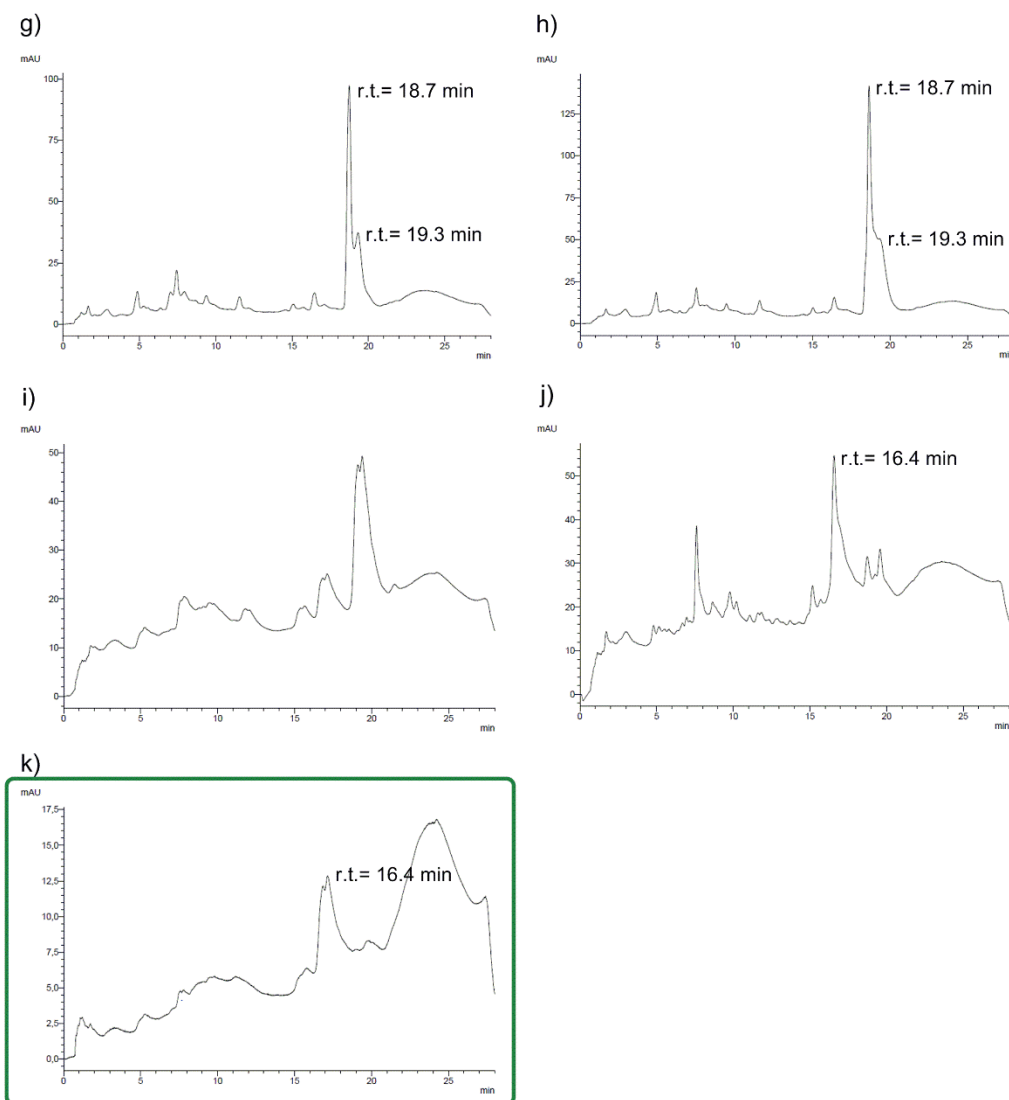 g)
mAU
100
75
50
25
0
r.t.= 18.7 min
r.t.= 19.3 min
0 5 10 15 20 25
min
h)
mAU
125
100
75
50
25
0
r.t.= 18.7 min
r.t.= 19.3 min
0 5 10 15 20 25
min
i)
mAU
50
40
30
20
10
0
0 5 10 15 20 25
min
j)
mAU
50
40
30
20
10
0
r.t.= 16.4 min
0 5 10 15 20 25
min
k)
mAU
17,5
15,0
12,5
10,0
7,5
5,0
2,5
0,0
r.t.= 16.4 min
0 5 10 15 20 25
min